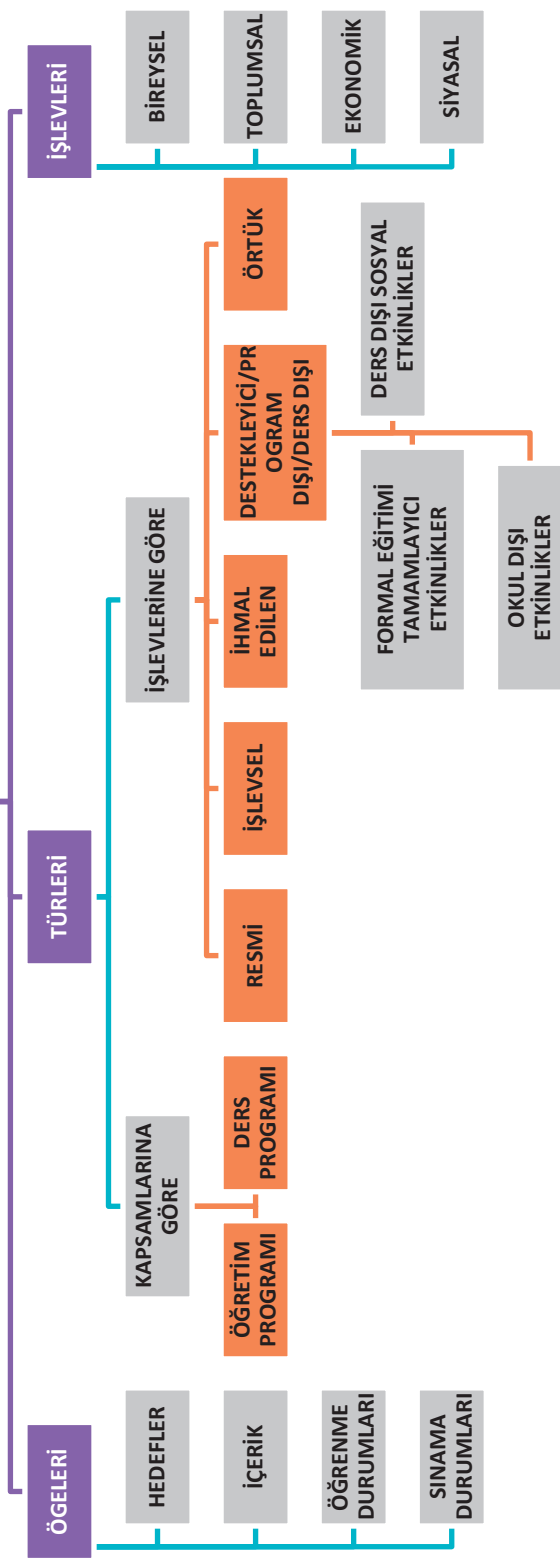 ÖGELERİ
HEDEFLER
İÇERİK
ÖĞRENME
DURUMLARI
SINAMA
DURUMLARI
TÜRLERİ
KAPSAMLARINA
GÖRE
ÖĞRETİM
PROGRAMI
DERS
PROGRAMI
İŞLEVLERİNE GÖRE
RESMİ
İŞLEVSEL
İHMAL
EDİLEN
DESTEKLEYİCİ/PR
OGRAM
DIŞI/DERS DIŞI
FORMAL EĞİTİMİ
TAMAMLAYICI
ETKİNLİKLER
DERS DIŞI SOSYAL
ETKİNLİKLER
OKUL DIŞI
ETKİNLİKLER
ÖRTÜK
İŞLEVLERİ
BİREYSEL
TOPLUMSAL
EKONOMİK
SİYASAL